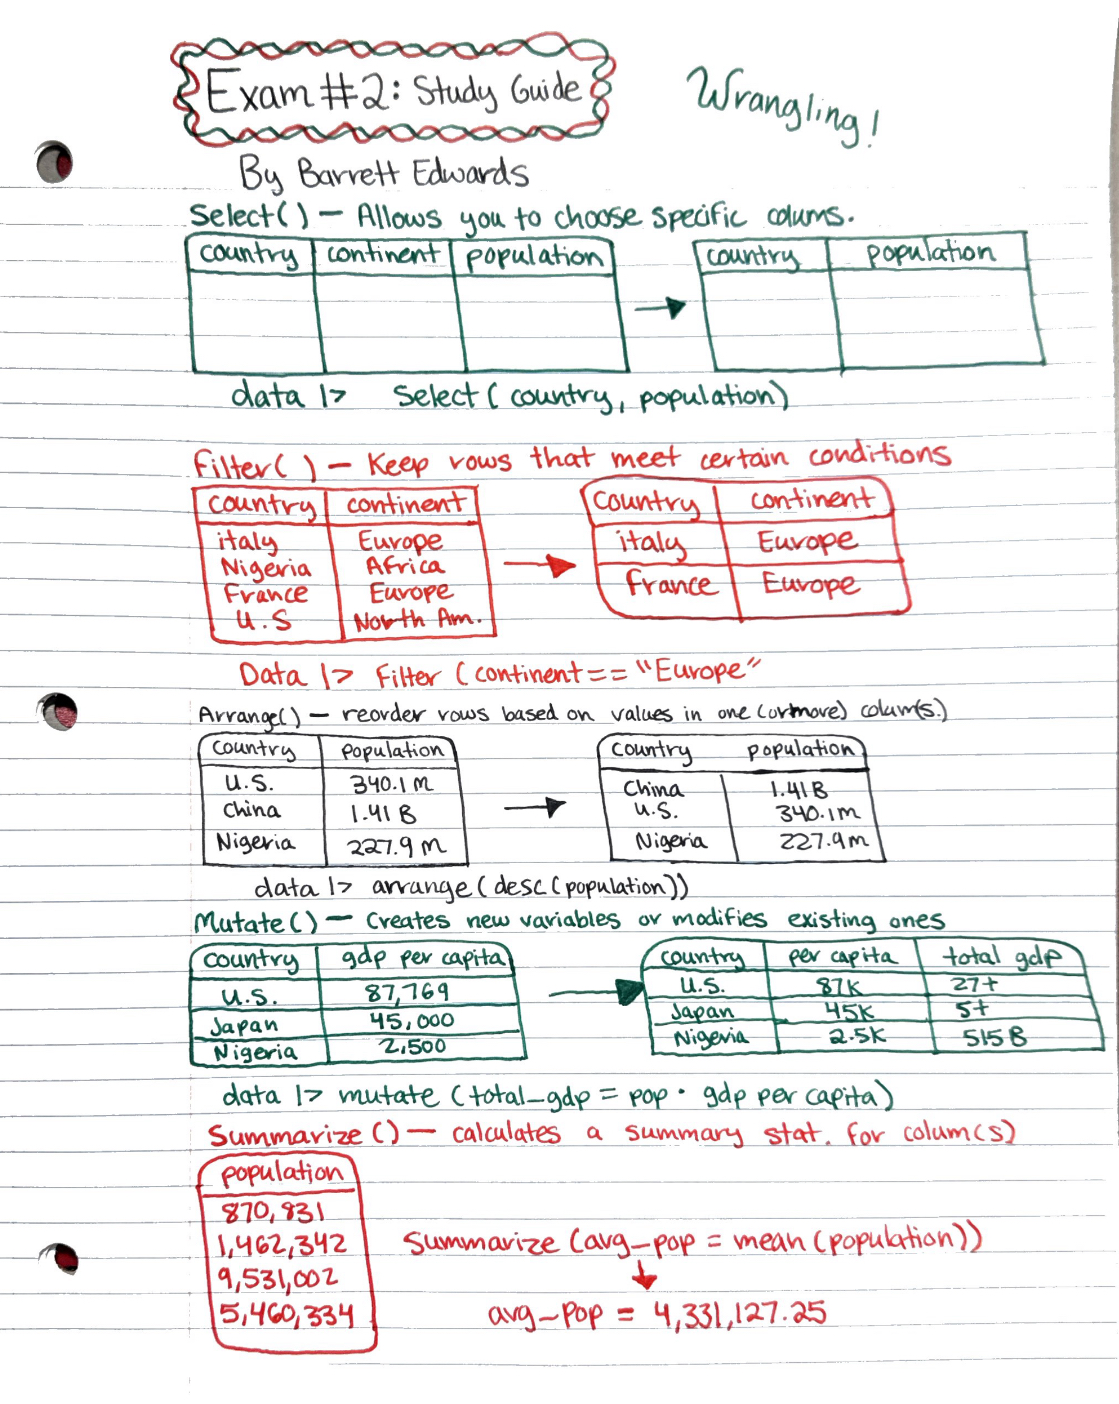 Exam #2: Study Guide
Wrangling!
By Barrett Edwards
Select() – Allows you to choose specific colums.
country continent population country population
data |> Select (country, population)
Filter( ) – Keep rows that meet certain conditions
country continent country continent
italy Europe italy Europe
Nigeria Africa
France Europe France Europe
U.S North Am.
Data |> Filter (continent == "Europe"
Arrange() – reorder rows based on values in one (or more) colum(s.)
country population country population
U.S. 340.1 m China 1.41 B
China 1.41 B U.S. 340.1m
Nigeria 227.9 m Nigeria 227.9m
data |> arrange (desc (population))
Mutate() – Creates new variables or modifies existing ones
country gdp per capita country per capita total gdp
U.S. 87,769 U.S. 87K 27t
Japan 45,000 Japan 45K 5t
Nigeria 2,500 Nigeria 2.5K 515 B
data |> mutate (total_gdp = pop · gdp per capita)
Summarize () – calculates a summary stat. for colum(s)
population
870,831
1,462,342
9,531,002
5,460,334
Summarize (avg_pop = mean (population))
avg_pop = 4,331,127.25